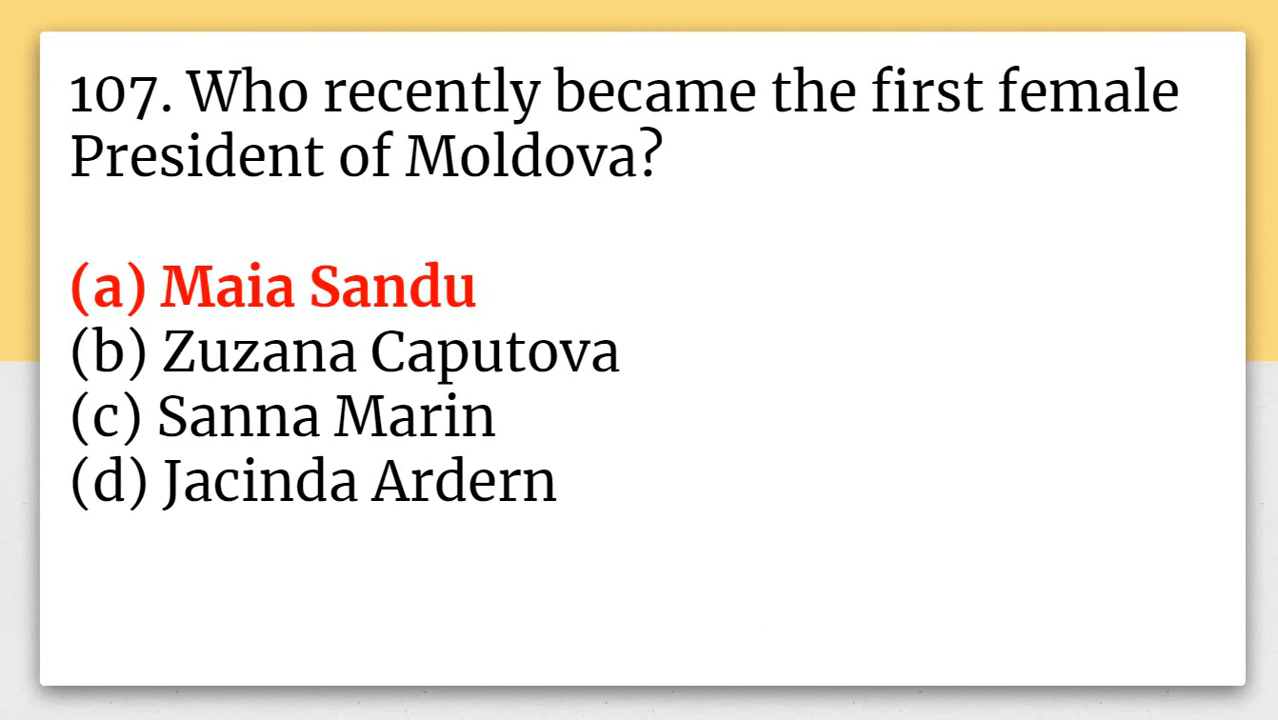 107. Who recently became the first female
President of Moldova?
(a) Maia Sandu
(b) Zuzana Caputova
(c) Sanna Marin
(d) Jacinda Ardern